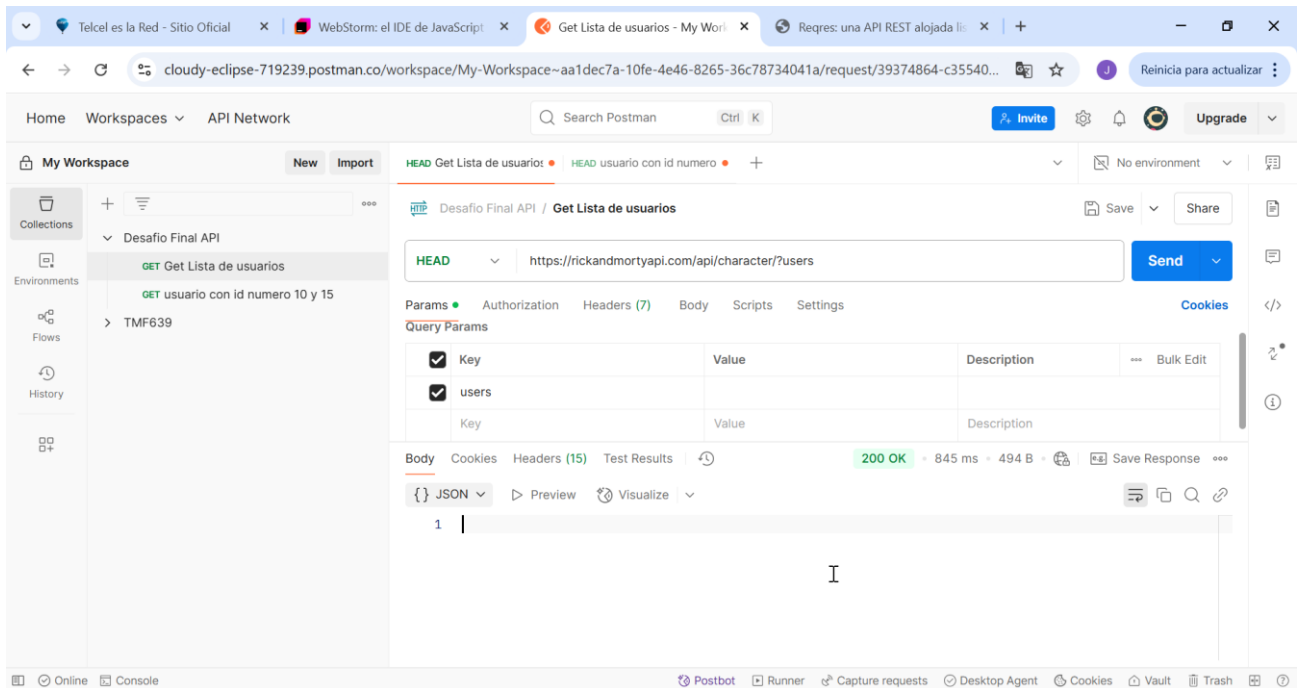 Telcel es la Red - Sitio Oficial
WebStorm: el IDE de JavaScript
Get Lista de usuarios - My Work
Reqres: una API REST alojada lis
cloudy-eclipse-719239.postman.co/workspace/My-Workspace~aa1dec7a-10fe-4e46-8265-36c78734041a/request/39374864-c35540...
J
Reinicia para actualizar
Home Workspaces API Network
Search Postman Ctrl K
Invite
Upgrade
My Workspace New Import
HEAD Get Lista de usuarios
HEAD usuario con id numero
No environment
Collections
Environments
Flows
History
Desafio Final API
GET Get Lista de usuarios
GET usuario con id numero 10 y 15
TMF639
HTTP Desafio Final API / Get Lista de usuarios
Save Share
HEAD https://rickandmortyapi.com/api/character/?users Send
Params Authorization Headers (7) Body Scripts Settings Cookies
Query Params
Key Value Description Bulk Edit
users
Key Value Description
Body Cookies Headers (15) Test Results 200 OK 845 ms 494 B e.g. Save Response
{} JSON Preview Visualize
1
Online Console Postbot Runner Capture requests Desktop Agent Cookies Vault Trash